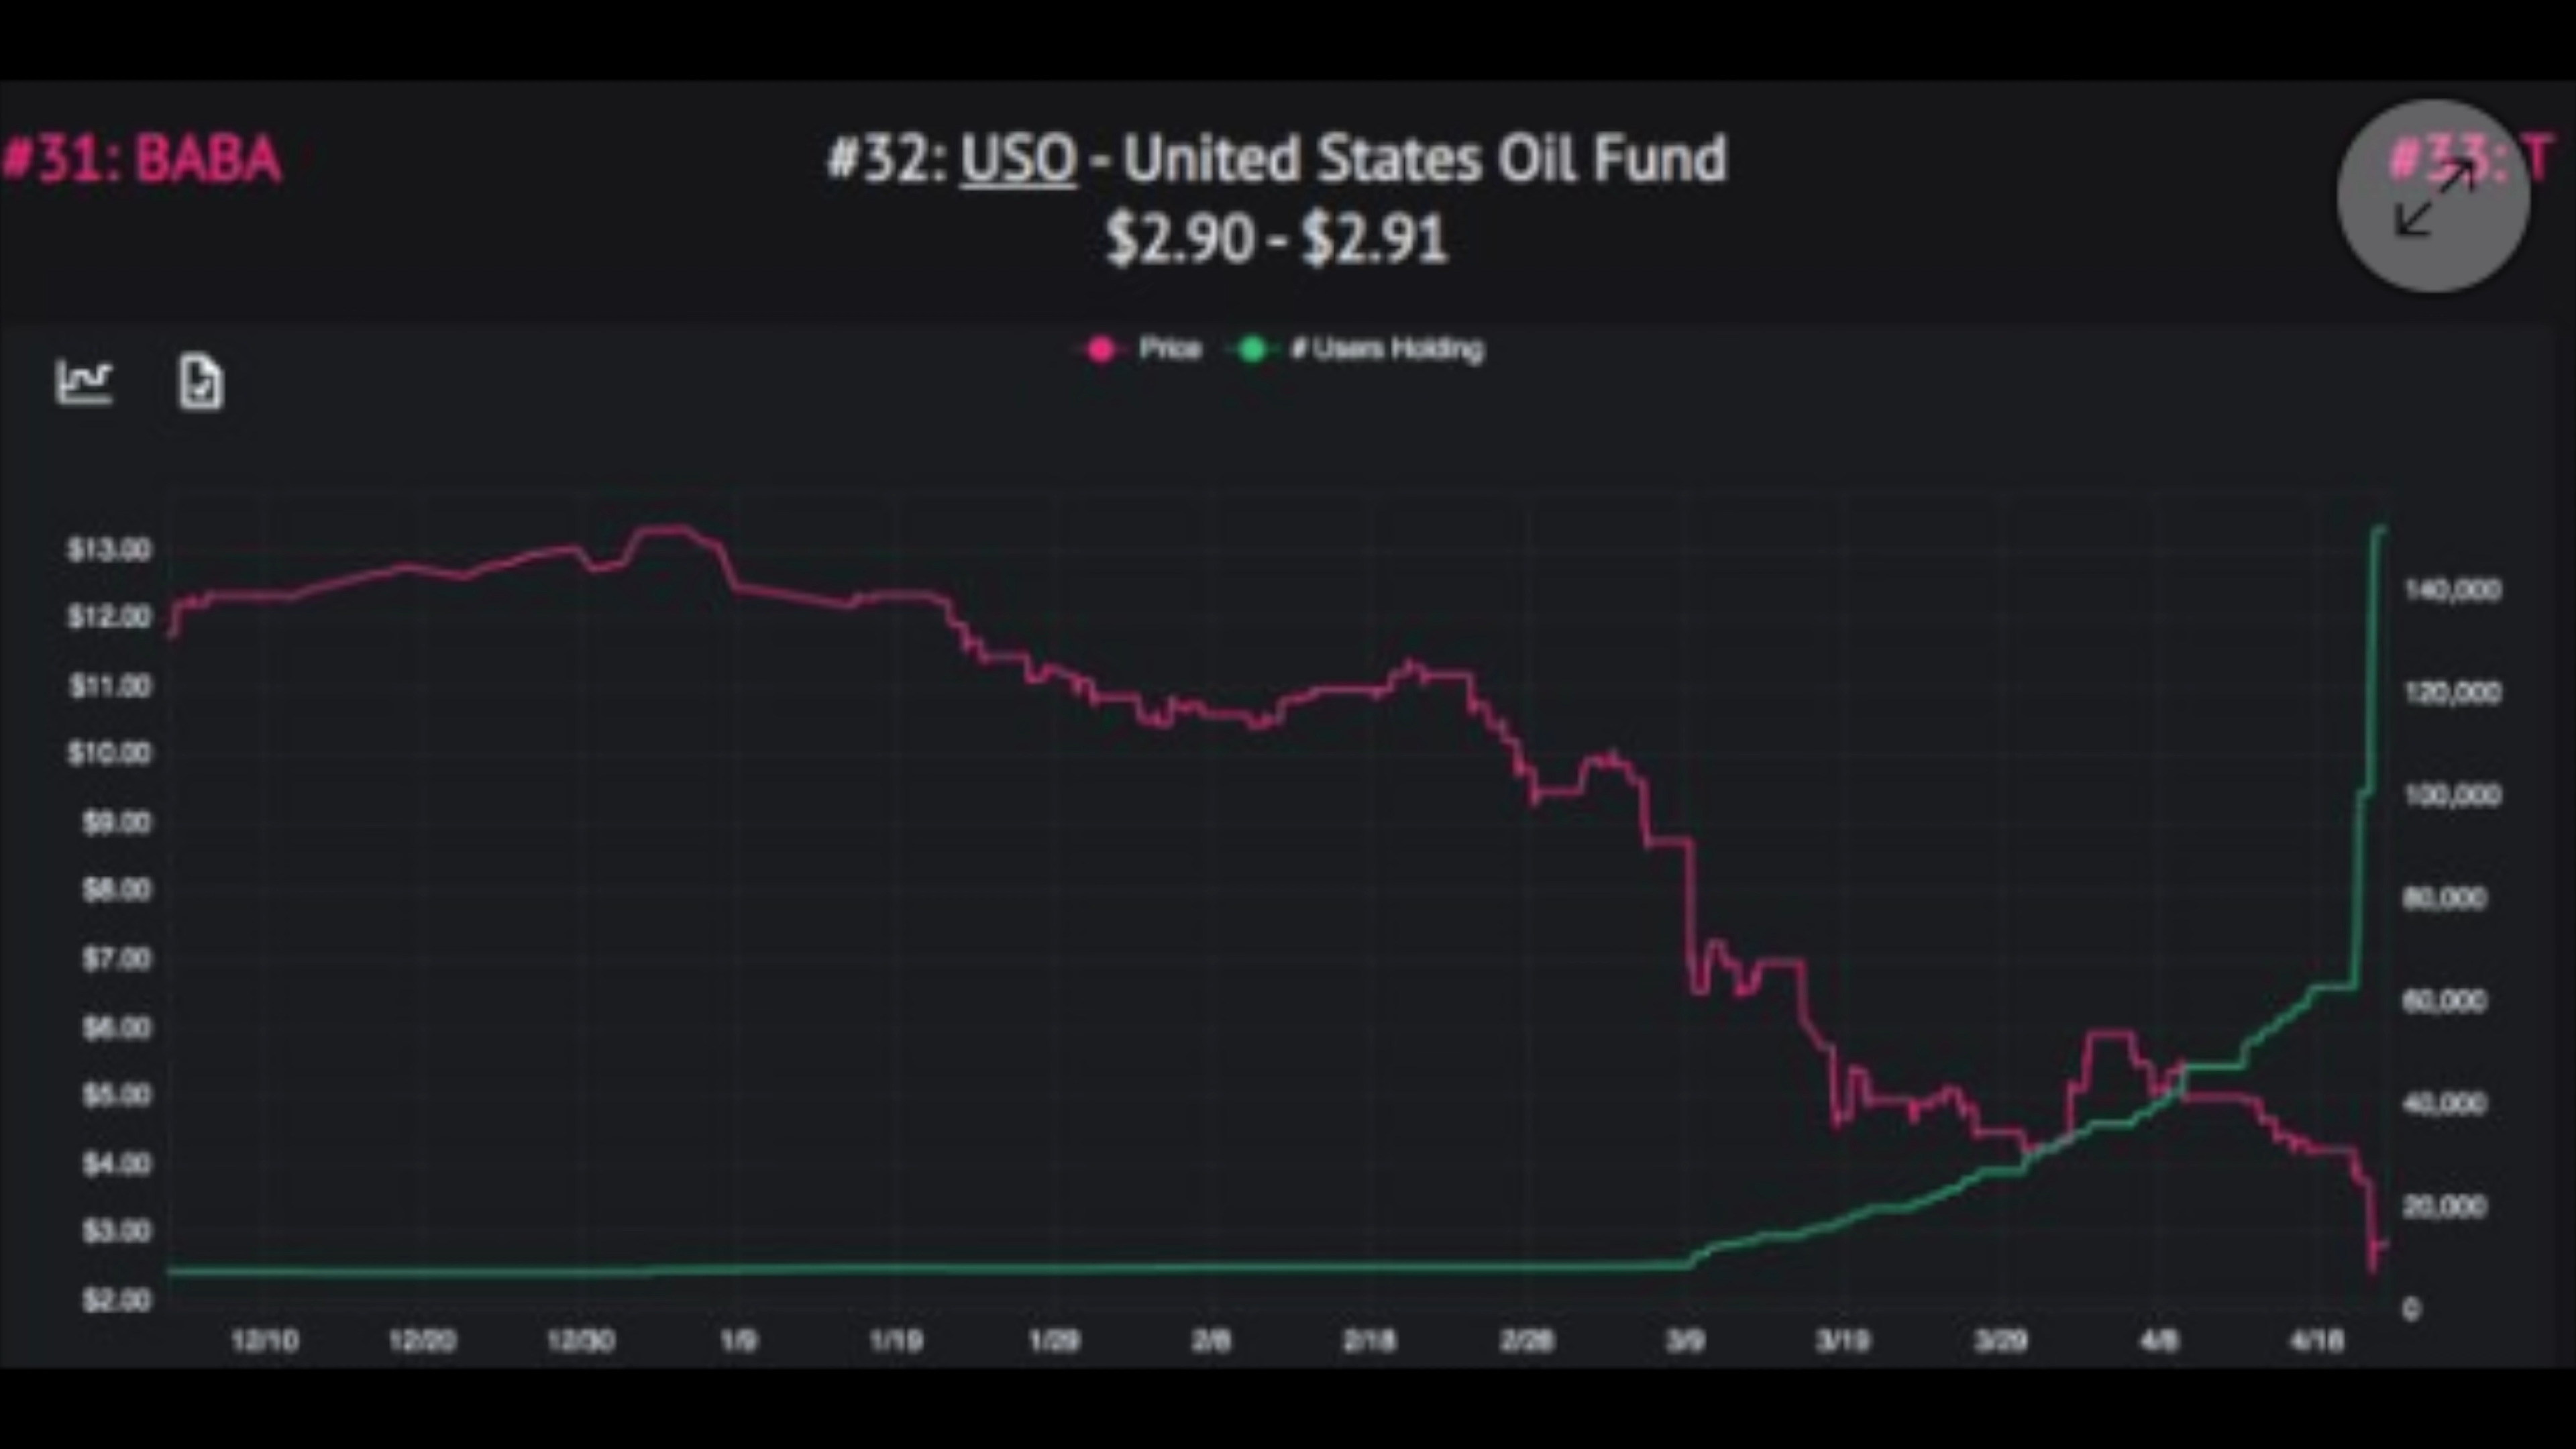 #31: BABA
#32: USO - United States Oil Fund
#33: T
$2.90 - $2.91
Price
# Users Holding
$13.00
$12.00
$11.00
$10.00
$9.00
$8.00
$7.00
$6.00
$5.00
$4.00
$3.00
$2.00
140,000
120,000
100,000
80,000
60,000
40,000
20,000
0
12/10 12/20 12/30 1/9 1/19 1/29 2/8 2/18 2/28 3/9 3/19 3/29 4/8 4/18